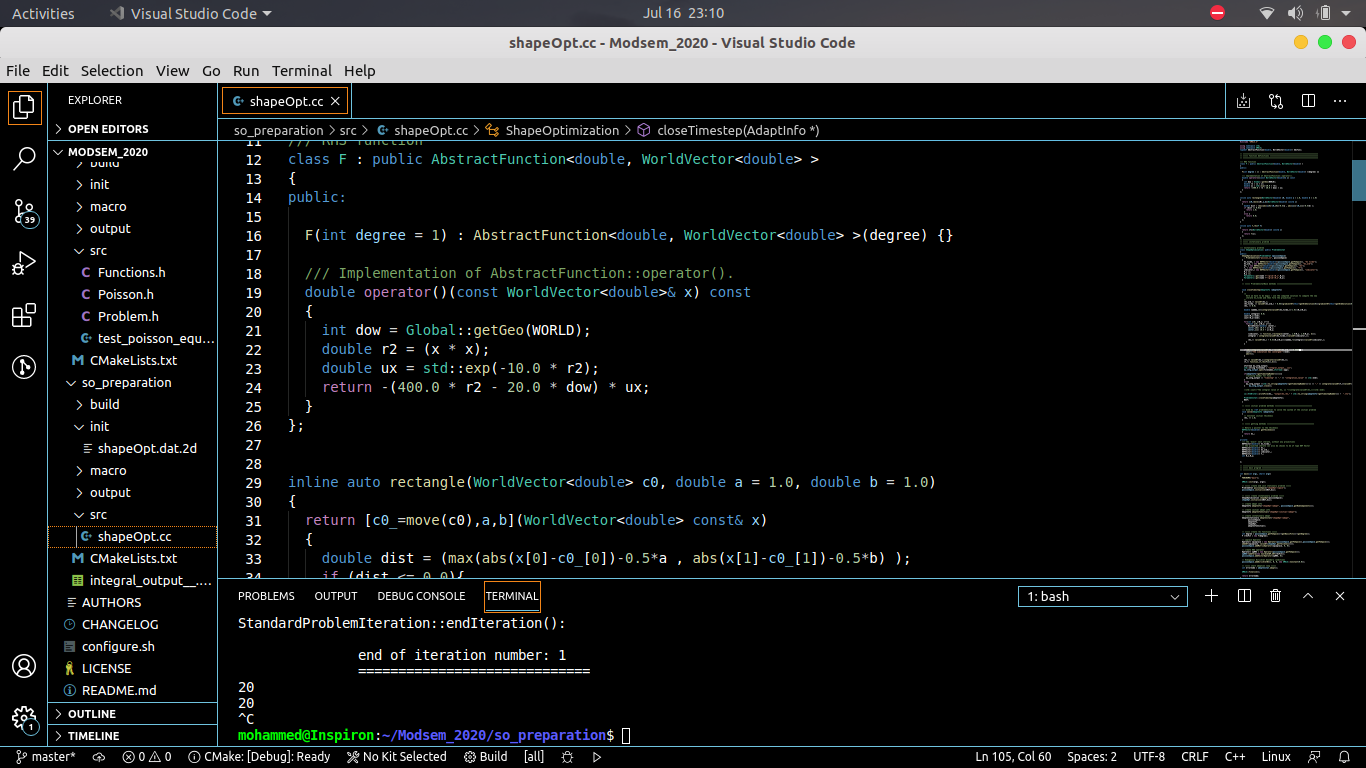 Activities Visual Studio Code Jul 16 23:10
shapeOpt.cc - Modsem_2020 - Visual Studio Code
File Edit Selection View Go Run Terminal Help
EXPLORER
OPEN EDITORS
MODSEM_2020
build
init
macro
output
src
C Functions.h
C Poisson.h
C Problem.h
test_poisson_equ...
M CMakeLists.txt
so_preparation
build
init
shapeOpt.dat.2d
macro
output
src
shapeOpt.cc
M CMakeLists.txt
integral_output__....
AUTHORS
CHANGELOG
configure.sh
LICENSE
README.md
OUTLINE
TIMELINE
39
1
shapeOpt.cc
so_preparation > src > shapeOpt.cc > ShapeOptimization > closeTimestep(AdaptInfo *)
11 /// RHS function
12 class F : public AbstractFunction<double, WorldVector<double> >
13 {
14 public:
15
16 F(int degree = 1) : AbstractFunction<double, WorldVector<double> >(degree) {}
17
18 /// Implementation of AbstractFunction::operator().
19 double operator()(const WorldVector<double>& x) const
20 {
21 int dow = Global::getGeo(WORLD);
22 double r2 = (x * x);
23 double ux = std::exp(-10.0 * r2);
24 return -(400.0 * r2 - 20.0 * dow) * ux;
25 }
26 };
27
28
29 inline auto rectangle(WorldVector<double> c0, double a = 1.0, double b = 1.0)
30 {
31 return [c0_=move(c0),a,b](WorldVector<double> const& x)
32 {
33 double dist = (max(abs(x[0]-c0_[0])-0.5*a , abs(x[1]-c0_[1])-0.5*b) );
34 if (dist <= 0.0){
PROBLEMS OUTPUT DEBUG CONSOLE TERMINAL 1: bash
StandardProblemIteration::endIteration():
end of iteration number: 1
=============================
20
20
^C
mohammed@Inspiron:~/Modsem_2020/so_preparation$
master* 0 0 CMake: [Debug]: Ready No Kit Selected Build [all] Ln 105, Col 60 Spaces: 2 UTF-8 CRLF C++ Linux